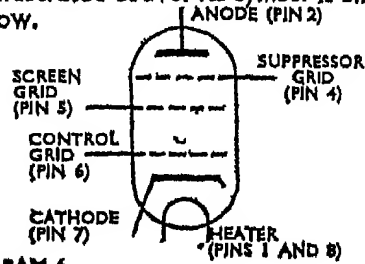 OW.
ANODE (PIN 2)
SCREEN
GRID
(PIN 5)
SUPPRESSOR
GRID
(PIN 4)
CONTROL
GRID
(PIN 6)
CATHODE
(PIN 7)
HEATER
(PINS 1 AND 8)